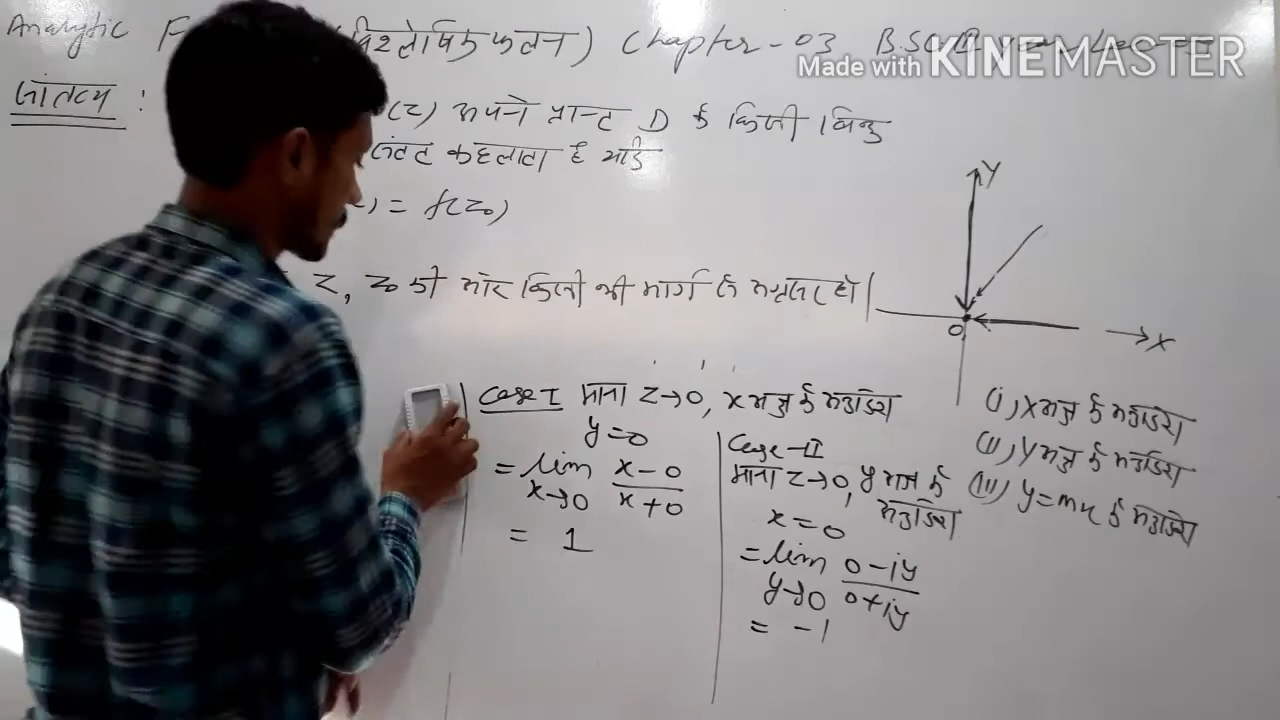 Analytic F (विश्लेषिक फलन) Chapter-03 B.Sc
Made with KINEMASTER
सांतत्य :
(z) अपने प्रान्त D के किसी बिन्दु
संतत कहलाता है यदि
) = f(z₀)
z, z₀ की ओर किसी भी मार्ग से अग्रसर हो|
Y
O
→ X
(i) X अक्ष के अनुदिश
(ii) Y अक्ष के अनुदिश
(iii) y=mx के अनुदिश
Case-I माना z→0, x अक्ष के अनुदिश
y=0
= lim x→0 (x-0)/(x+0)
= 1
Case-II
माना z→0, y अक्ष के
अनुदिश
x=0
= lim y→0 (0-iy)/(0+iy)
= -1